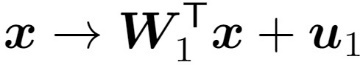 x → W₁ᵀx + u₁